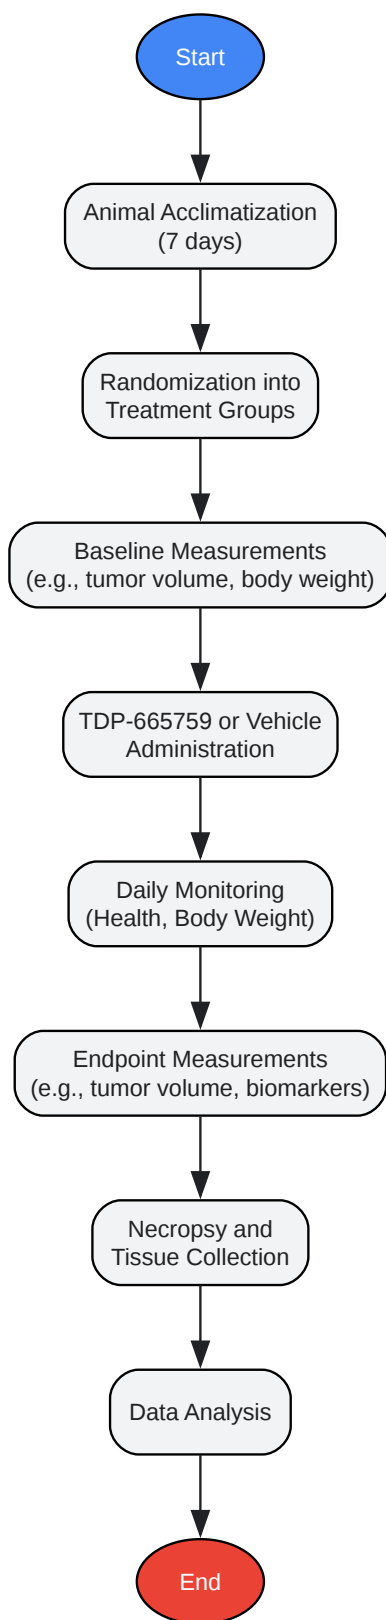 Start
Animal Acclimatization
(7 days)
Randomization into
Treatment Groups
Baseline Measurements
(e.g., tumor volume, body weight)
TDP-665759 or Vehicle
Administration
Daily Monitoring
(Health, Body Weight)
Endpoint Measurements
(e.g., tumor volume, biomarkers)
Necropsy and
Tissue Collection
Data Analysis
End